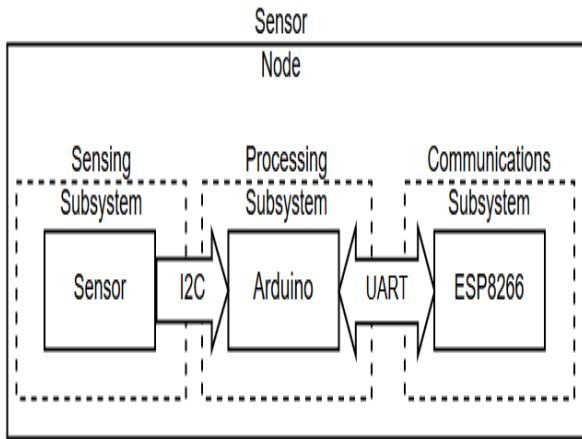 Sensor
Node
Sensing
Subsystem
Processing
Subsystem
Communications
Subsystem
Sensor
I2C
Arduino
UART
ESP8266